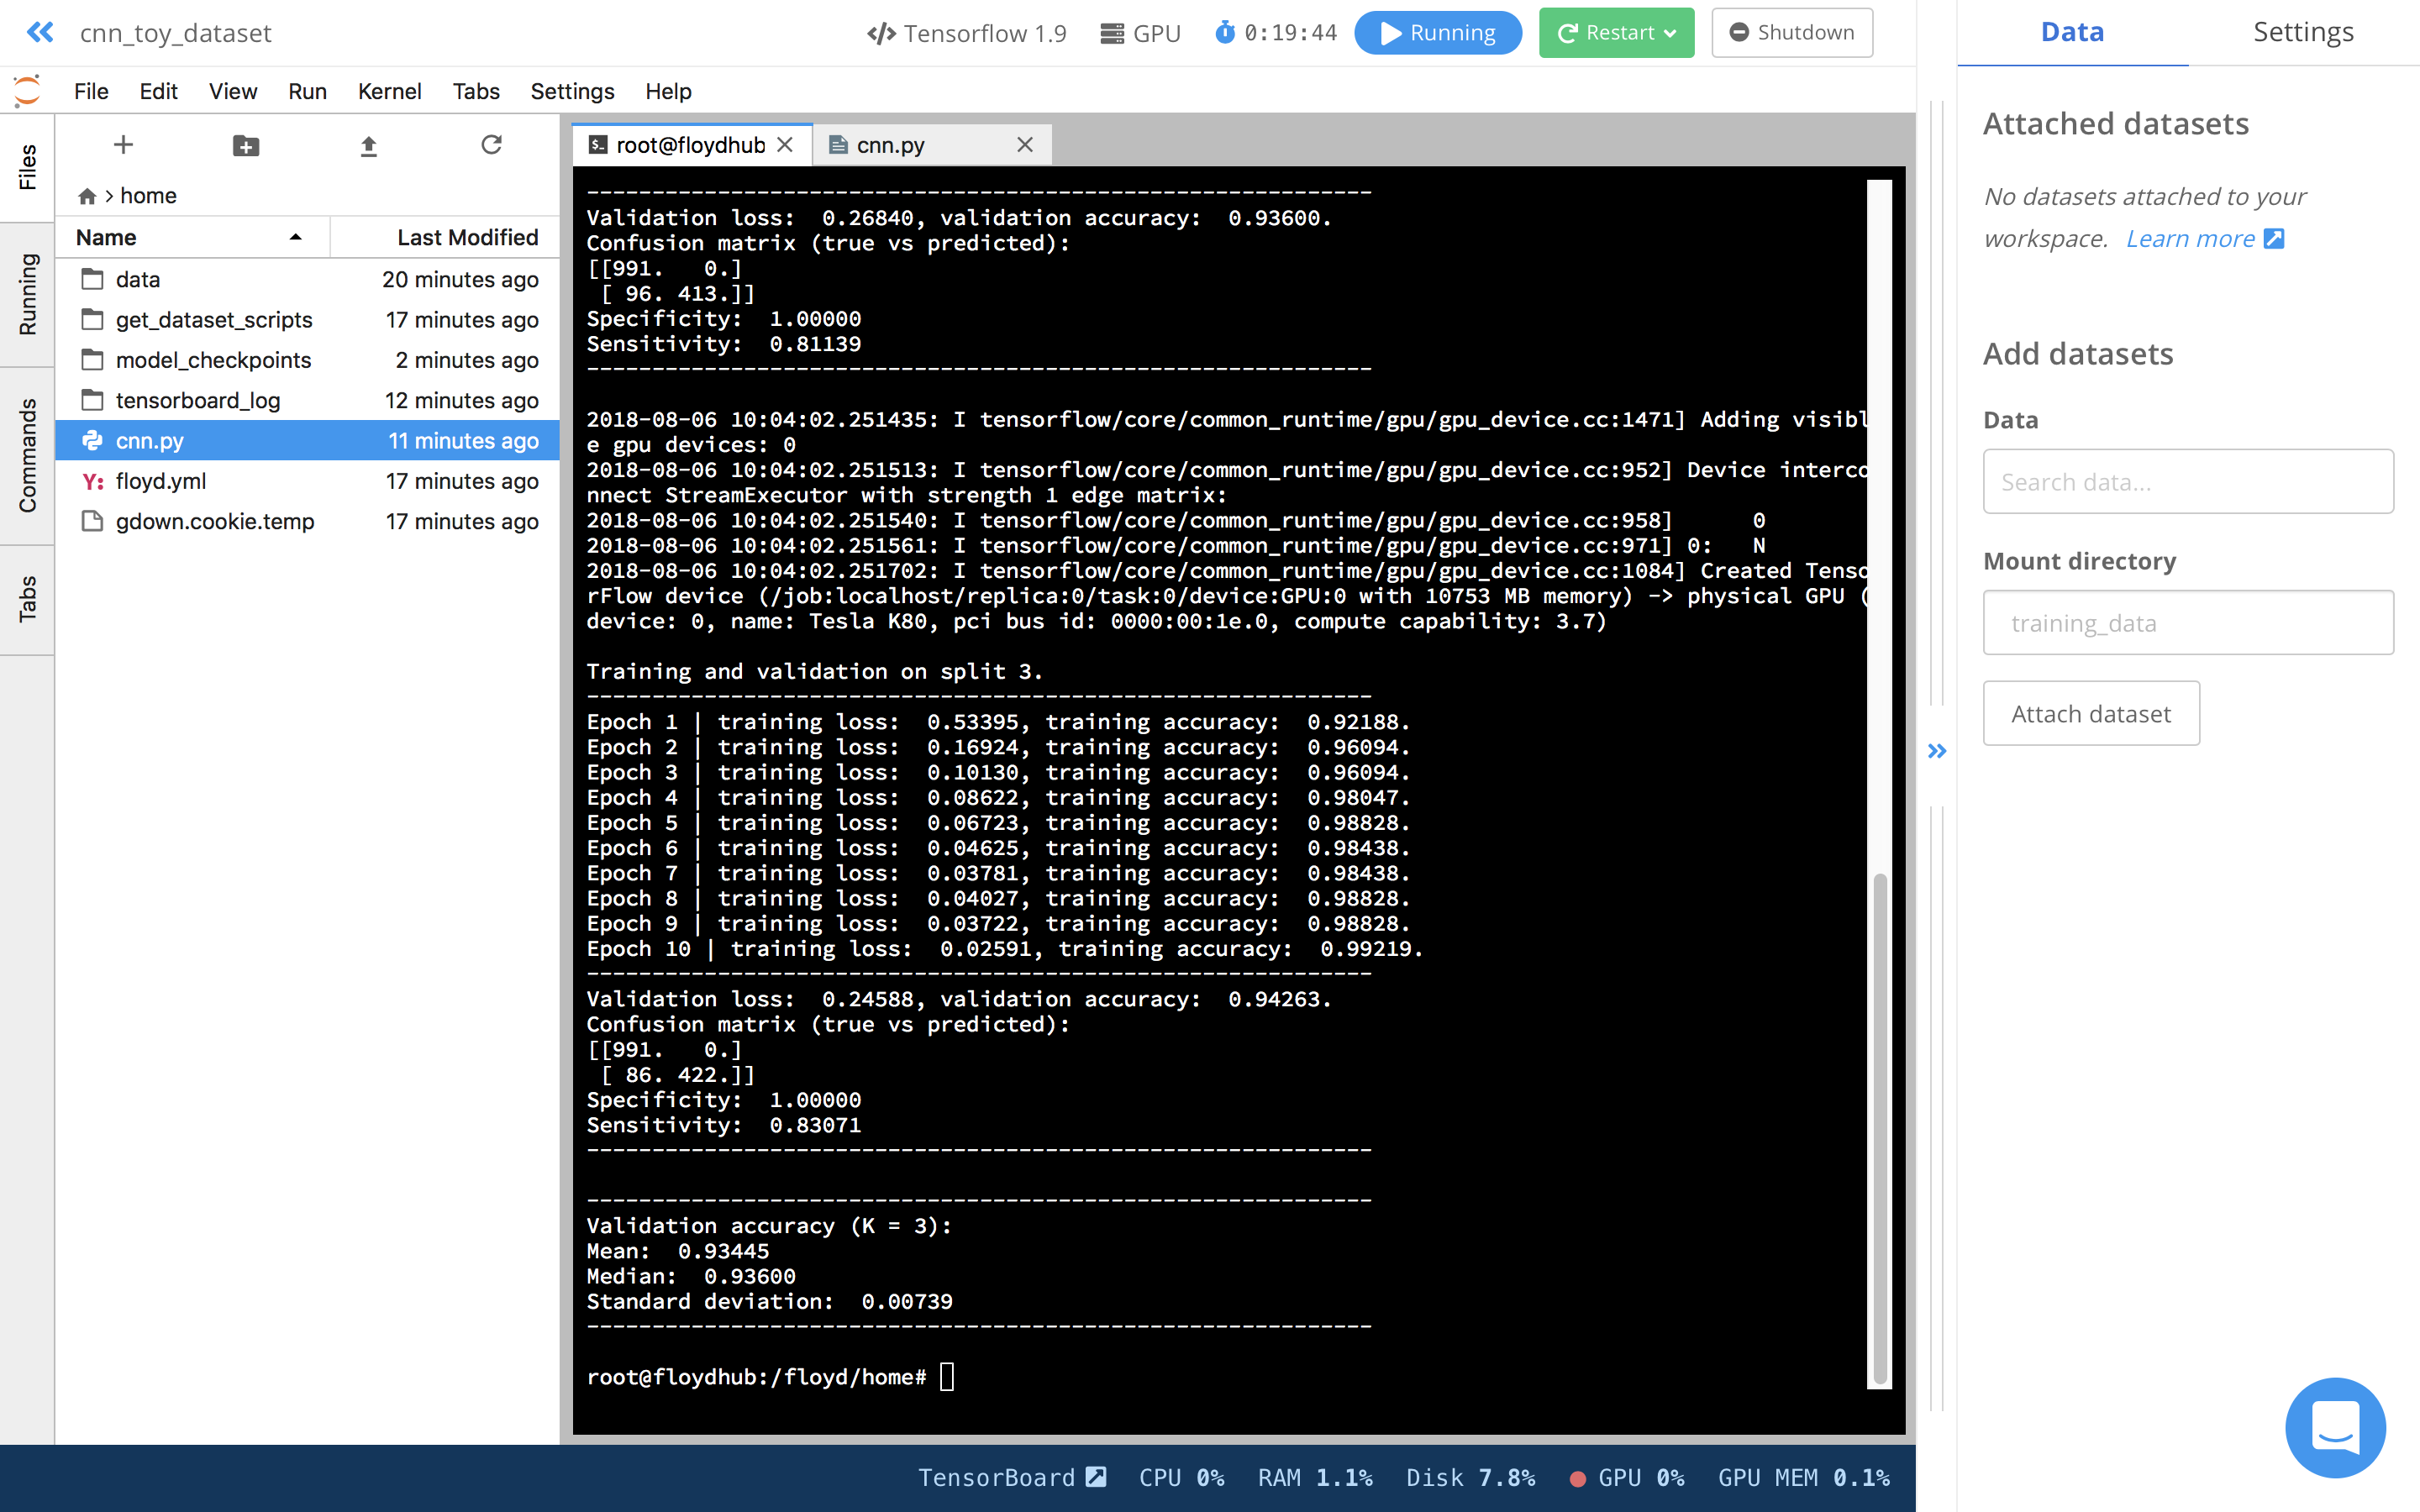 cnn_toy_dataset
Tensorflow 1.9 GPU 0:19:44 Running Restart Shutdown
File Edit View Run Kernel Tabs Settings Help
Files
Running
Commands
Tabs
home
Name Last Modified
data 20 minutes ago
get_dataset_scripts 17 minutes ago
model_checkpoints 2 minutes ago
tensorboard_log 12 minutes ago
cnn.py 11 minutes ago
Y: floyd.yml 17 minutes ago
gdown.cookie.temp 17 minutes ago
$_ root@floydhub cnn.py
------------------------------------------------------------
Validation loss:  0.26840, validation accuracy:  0.93600.
Confusion matrix (true vs predicted):
[[991.   0.]
 [ 96. 413.]]
Specificity:  1.00000
Sensitivity:  0.81139
------------------------------------------------------------
2018-08-06 10:04:02.251435: I tensorflow/core/common_runtime/gpu/gpu_device.cc:1471] Adding visibl
e gpu devices: 0
2018-08-06 10:04:02.251513: I tensorflow/core/common_runtime/gpu/gpu_device.cc:952] Device interco
nnect StreamExecutor with strength 1 edge matrix:
2018-08-06 10:04:02.251540: I tensorflow/core/common_runtime/gpu/gpu_device.cc:958]      0
2018-08-06 10:04:02.251561: I tensorflow/core/common_runtime/gpu/gpu_device.cc:971] 0:   N
2018-08-06 10:04:02.251702: I tensorflow/core/common_runtime/gpu/gpu_device.cc:1084] Created Tenso
rFlow device (/job:localhost/replica:0/task:0/device:GPU:0 with 10753 MB memory) -> physical GPU (
device: 0, name: Tesla K80, pci bus id: 0000:00:1e.0, compute capability: 3.7)
Training and validation on split 3.
------------------------------------------------------------
Epoch 1 | training loss:  0.53395, training accuracy:  0.92188.
Epoch 2 | training loss:  0.16924, training accuracy:  0.96094.
Epoch 3 | training loss:  0.10130, training accuracy:  0.96094.
Epoch 4 | training loss:  0.08622, training accuracy:  0.98047.
Epoch 5 | training loss:  0.06723, training accuracy:  0.98828.
Epoch 6 | training loss:  0.04625, training accuracy:  0.98438.
Epoch 7 | training loss:  0.03781, training accuracy:  0.98438.
Epoch 8 | training loss:  0.04027, training accuracy:  0.98828.
Epoch 9 | training loss:  0.03722, training accuracy:  0.98828.
Epoch 10 | training loss:  0.02591, training accuracy:  0.99219.
------------------------------------------------------------
Validation loss:  0.24588, validation accuracy:  0.94263.
Confusion matrix (true vs predicted):
[[991.   0.]
 [ 86. 422.]]
Specificity:  1.00000
Sensitivity:  0.83071
------------------------------------------------------------
------------------------------------------------------------
Validation accuracy (K = 3):
Mean:  0.93445
Median:  0.93600
Standard deviation:  0.00739
------------------------------------------------------------
root@floydhub:/floyd/home#
TensorBoard CPU 0% RAM 1.1% Disk 7.8% GPU 0% GPU MEM 0.1%
Data Settings
Attached datasets
No datasets attached to your
workspace. Learn more
Add datasets
Data
Search data...
Mount directory
training_data
Attach dataset